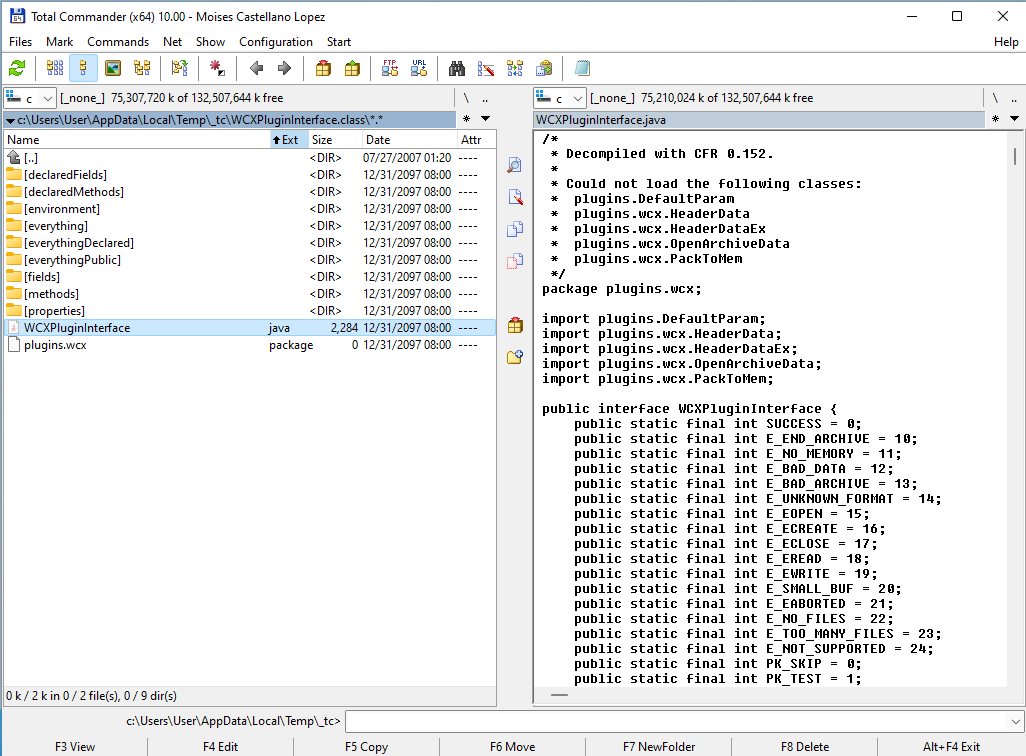 Total Commander (x64) 10.00 - Moises Castellano Lopez
Files Mark Commands Net Show Configuration Start Help
FTP URL
c [_none_] 75,307,720 k of 132,507,644 k free \ ..
c [_none_] 75,210,024 k of 132,507,644 k free \ ..
c:\Users\User\AppData\Local\Temp\_tc\WCXPluginInterface.class\*.* *
WCXPluginInterface.java *
Name Ext Size Date Attr
[..] <DIR> 07/27/2007 01:20 ----
[declaredFields] <DIR> 12/31/2097 08:00 ----
[declaredMethods] <DIR> 12/31/2097 08:00 ----
[environment] <DIR> 12/31/2097 08:00 ----
[everything] <DIR> 12/31/2097 08:00 ----
[everythingDeclared] <DIR> 12/31/2097 08:00 ----
[everythingPublic] <DIR> 12/31/2097 08:00 ----
[fields] <DIR> 12/31/2097 08:00 ----
[methods] <DIR> 12/31/2097 08:00 ----
[properties] <DIR> 12/31/2097 08:00 ----
WCXPluginInterface java 2,284 12/31/2097 08:00 ----
plugins.wcx package 0 12/31/2097 08:00 ----
0 k / 2 k in 0 / 2 file(s), 0 / 9 dir(s)
/*
* Decompiled with CFR 0.152.
*
* Could not load the following classes:
*  plugins.DefaultParam
*  plugins.wcx.HeaderData
*  plugins.wcx.HeaderDataEx
*  plugins.wcx.OpenArchiveData
*  plugins.wcx.PackToMem
*/
package plugins.wcx;
import plugins.DefaultParam;
import plugins.wcx.HeaderData;
import plugins.wcx.HeaderDataEx;
import plugins.wcx.OpenArchiveData;
import plugins.wcx.PackToMem;
public interface WCXPluginInterface {
public static final int SUCCESS = 0;
public static final int E_END_ARCHIVE = 10;
public static final int E_NO_MEMORY = 11;
public static final int E_BAD_DATA = 12;
public static final int E_BAD_ARCHIVE = 13;
public static final int E_UNKNOWN_FORMAT = 14;
public static final int E_EOPEN = 15;
public static final int E_ECREATE = 16;
public static final int E_ECLOSE = 17;
public static final int E_EREAD = 18;
public static final int E_EWRITE = 19;
public static final int E_SMALL_BUF = 20;
public static final int E_EABORTED = 21;
public static final int E_NO_FILES = 22;
public static final int E_TOO_MANY_FILES = 23;
public static final int E_NOT_SUPPORTED = 24;
public static final int PK_SKIP = 0;
public static final int PK_TEST = 1;
c:\Users\User\AppData\Local\Temp\_tc>
F3 View F4 Edit F5 Copy F6 Move F7 NewFolder F8 Delete Alt+F4 Exit